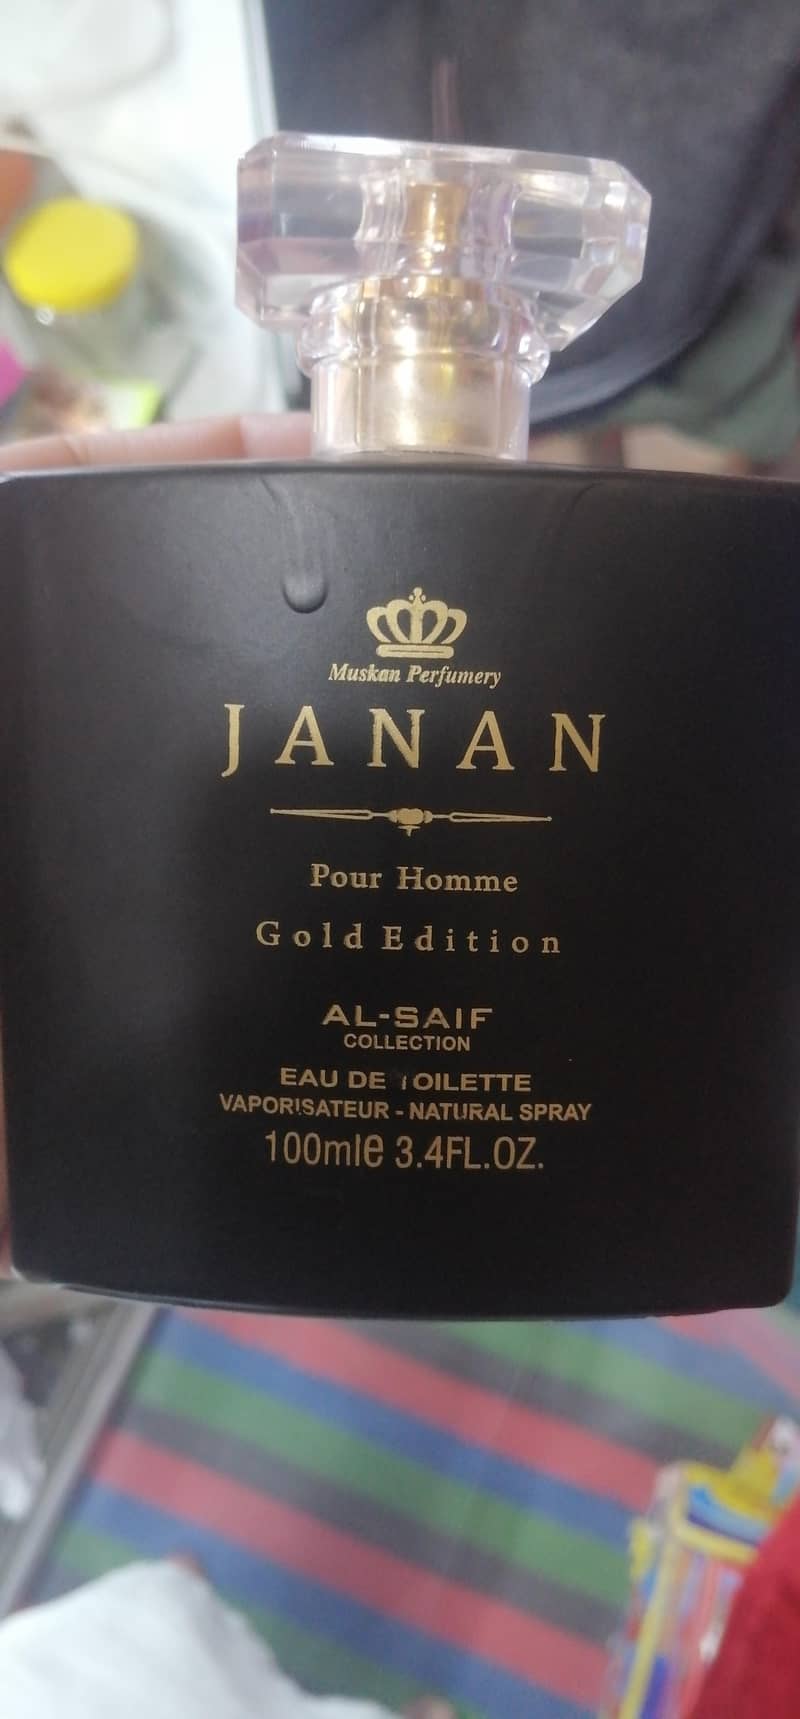 Muskan Perfumery
JANAN
Pour Homme
Gold Edition
AL-SAIF
COLLECTION
EAU DE TOILETTE
VAPORISATEUR - NATURAL SPRAY
100ml e 3.4FL.OZ.